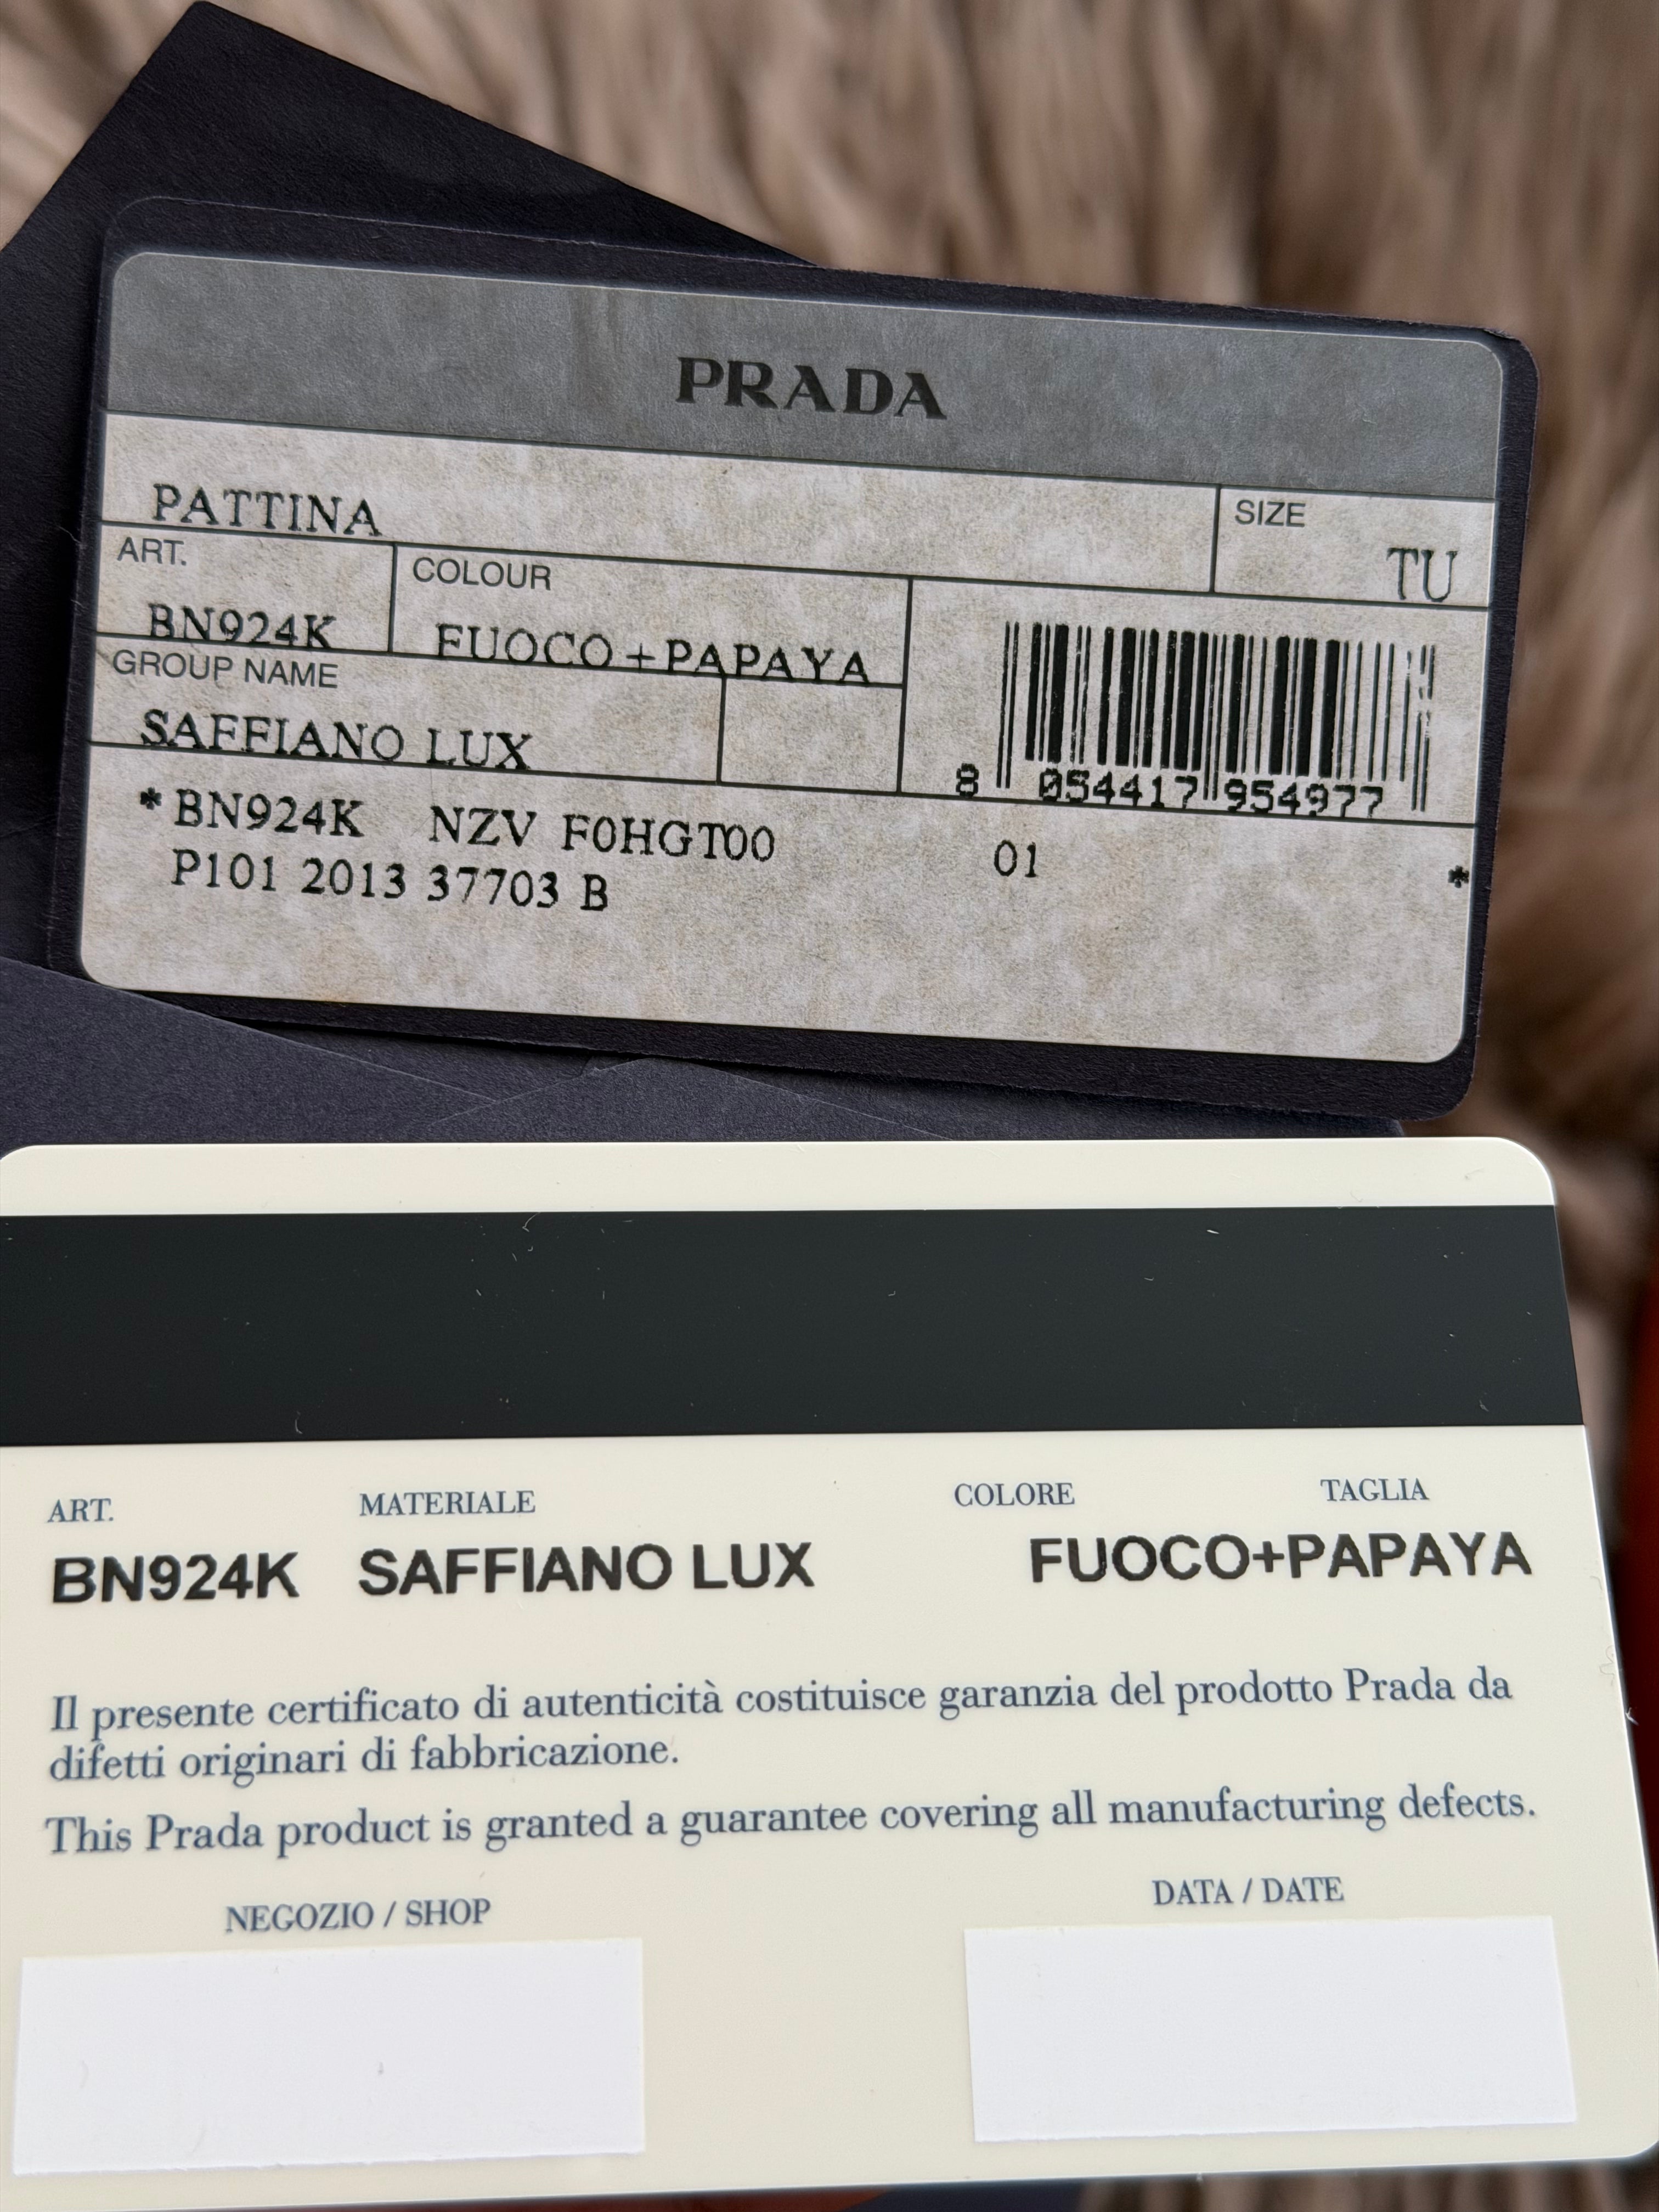 PRADA
PATTINA
SIZE
TU
ART.
COLOUR
BN924K
FUOCO+PAPAYA
GROUP NAME
SAFFIANO LUX
8 054417 954977
*BN924K NZV F0HGT00 01 *
P101 2013 37703 B
ART. MATERIALE COLORE TAGLIA
BN924K SAFFIANO LUX FUOCO+PAPAYA
Il presente certificato di autenticità costituisce garanzia del prodotto Prada da
difetti originari di fabbricazione.
This Prada product is granted a guarantee covering all manufacturing defects.
NEGOZIO / SHOP
DATA / DATE